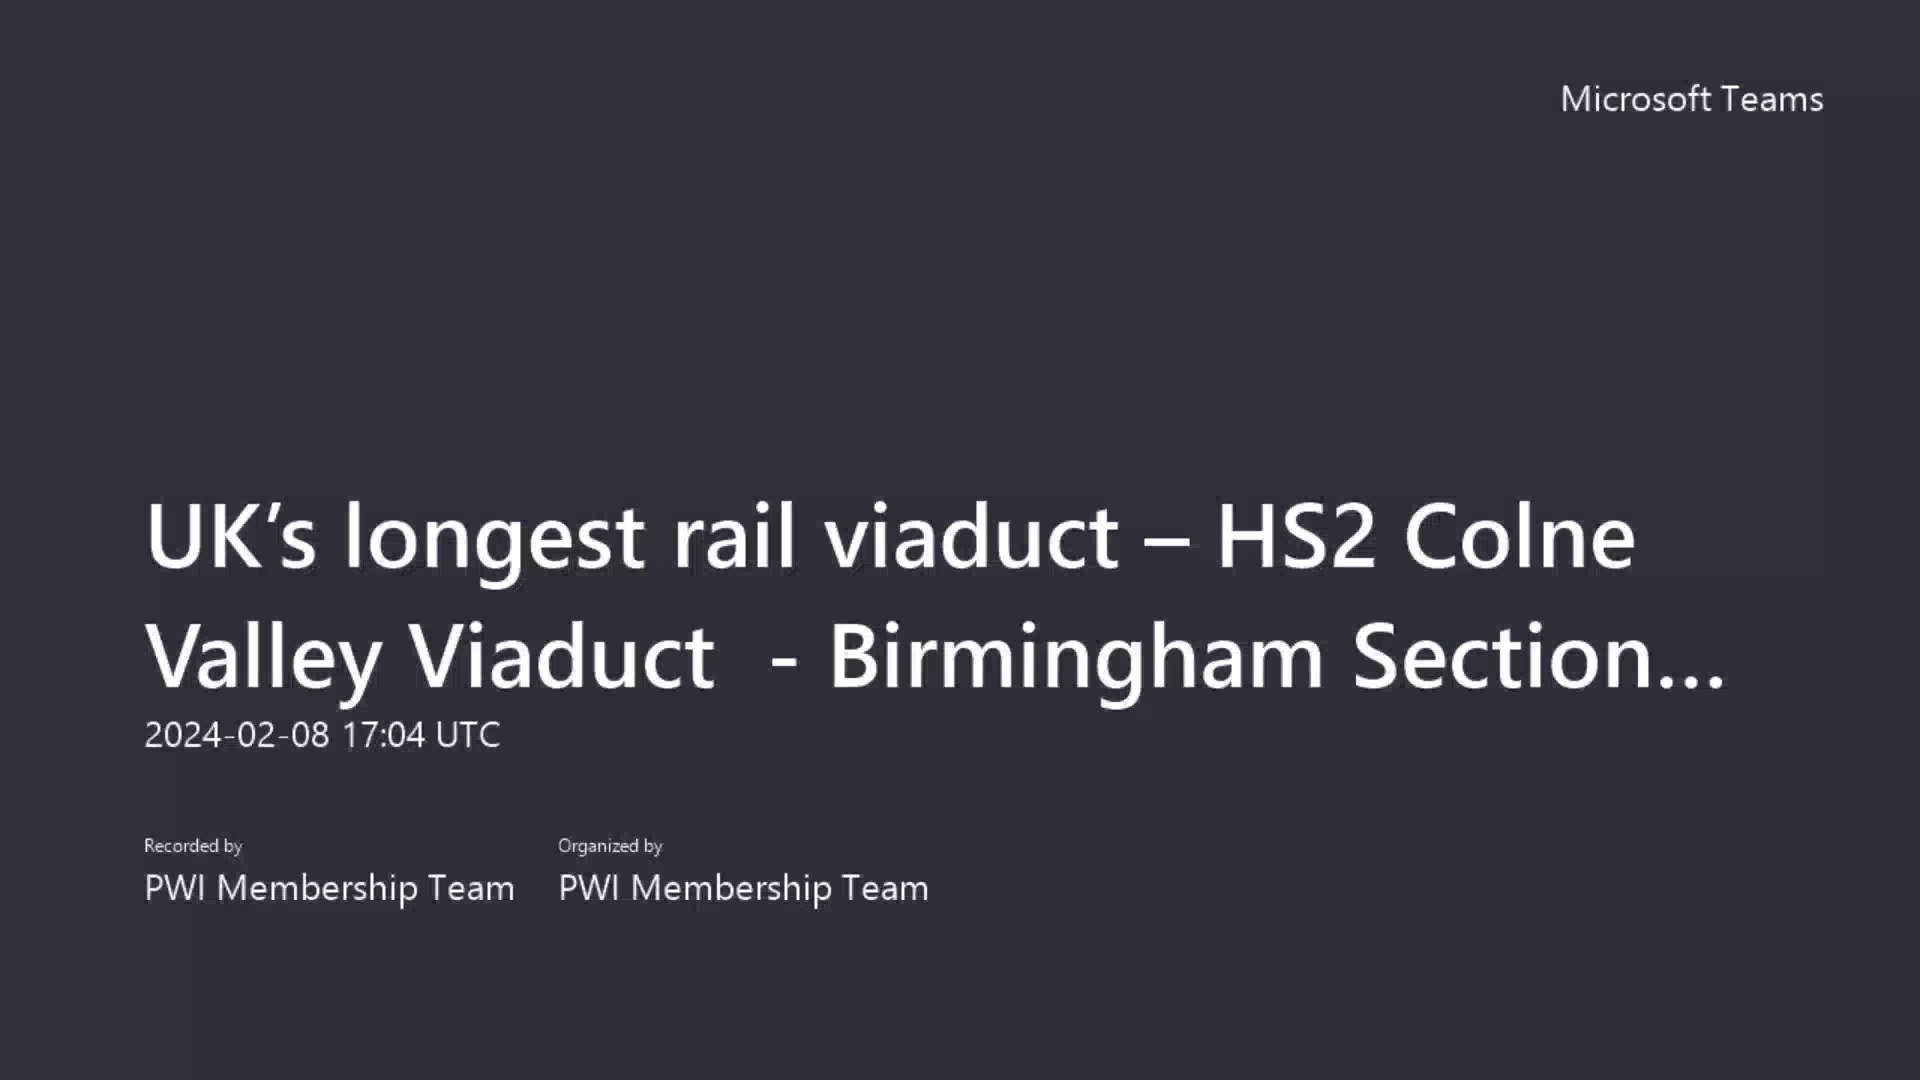 Microsoft Teams
UK’s longest rail viaduct – HS2 Colne
Valley Viaduct  - Birmingham Section...
2024-02-08 17:04 UTC
Recorded by
PWI Membership Team
Organized by
PWI Membership Team